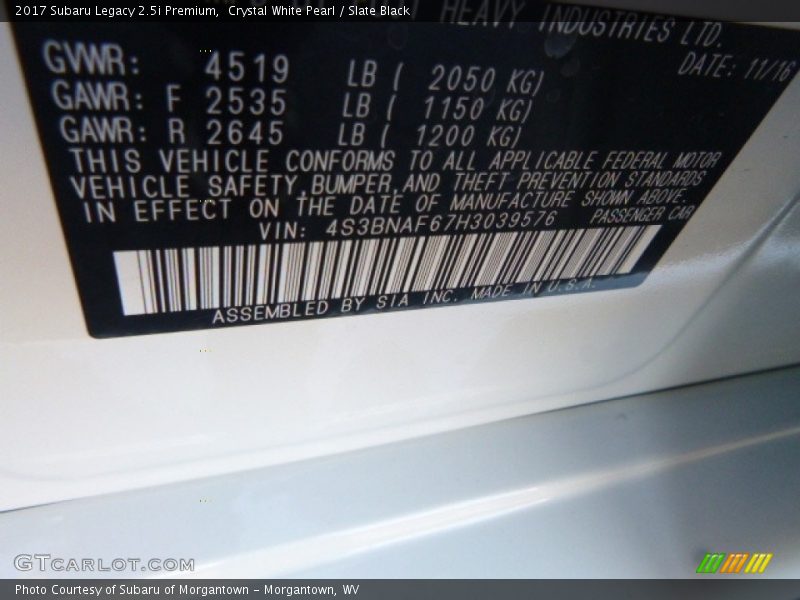 2017 Subaru Legacy 2.5i Premium, Crystal White Pearl / Slate Black
HEAVY INDUSTRIES LTD.
DATE: 11/16
GVWR: 4519 LB ( 2050 KG)
GAWR: F 2535 LB ( 1150 KG)
GAWR: R 2645 LB ( 1200 KG)
THIS VEHICLE CONFORMS TO ALL APPLICABLE FEDERAL MOTOR
VEHICLE SAFETY,BUMPER,AND THEFT PREVENTION STANDARDS
IN EFFECT ON THE DATE OF MANUFACTURE SHOWN ABOVE.
VIN: 4S3BNAF67H3039576 PASSENGER CAR
ASSEMBLED BY SIA INC. MADE IN U.S.A.
GTCARLOT.COM
Photo Courtesy of Subaru of Morgantown - Morgantown, WV